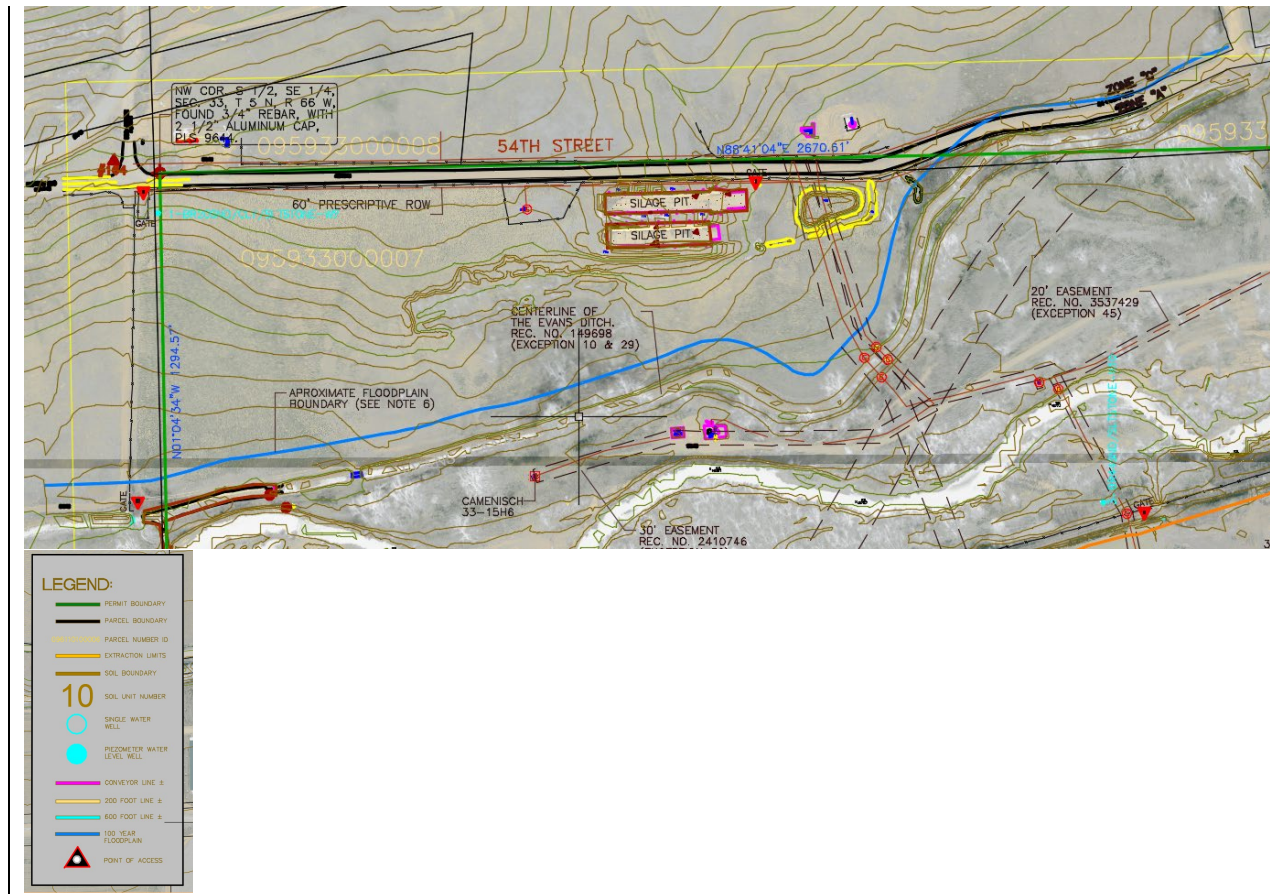 NW COR. S 1/2, SE 1/4,
SEC. 33, T 5 N, R 66 W,
FOUND 3/4" REBAR, WITH
2 1/2" ALUMINUM CAP,
095933000008
54TH STREET
N88°41'04"E 2670.51'
ZONE "C"
ZONE "A"
095933
#134
GATE
GATE
60' PRESCRIPTIVE ROW
SILAGE PIT
SILAGE PIT
095933000007
CENTERLINE OF
THE EVANS DITCH.
REC. NO. 149698
(EXCEPTION 10 & 29)
20' EASEMENT
REC. NO. 3537429
(EXCEPTION 45)
N01°04'34"W 1294.57'
APROXIMATE FLOODPLAIN
BOUNDARY (SEE NOTE 6)
GATE
CAMENISCH
33-15H6
GATE
30' EASEMENT
REC. NO. 2410746
3
LEGEND:
PERMIT BOUNDARY
PARCEL BOUNDARY
PARCEL NUMBER ID
EXTRACTION LIMITS
SOIL BOUNDARY
10 SOIL UNIT NUMBER
SINGLE WATER
WELL
PIEZOMETER WATER
LEVEL WELL
CONVEYOR LINE ±
200 FOOT LINE ±
600 FOOT LINE ±
100 YEAR
FLOODPLAIN
POINT OF ACCESS